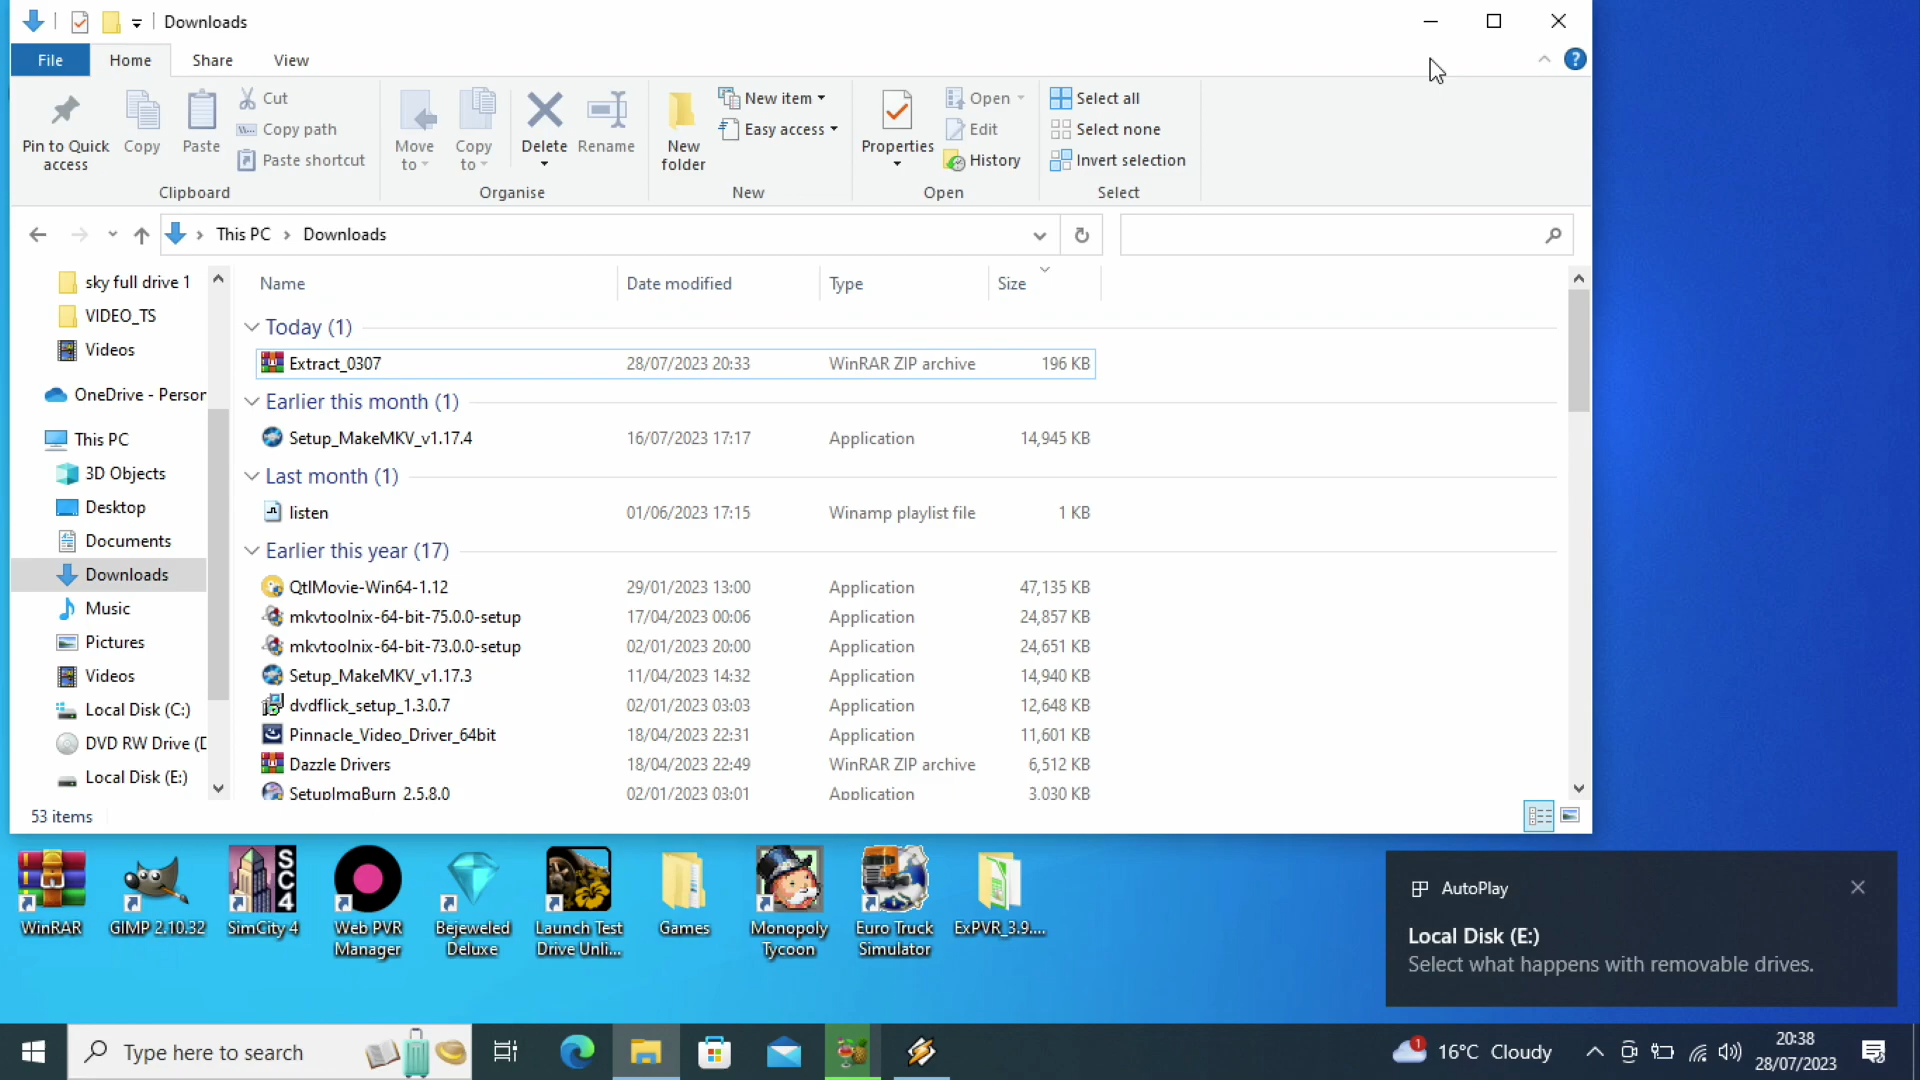 Downloads
File
Home
Share
View
Pin to Quick access
Copy
Paste
Cut
Copy path
Paste shortcut
Clipboard
Move to
Copy to
Delete
Rename
Organise
New folder
New item
Easy access
New
Properties
Open
Edit
History
Open
Select all
Select none
Invert selection
Select
This PC > Downloads
sky full drive 1
VIDEO_TS
Videos
OneDrive - Person
This PC
3D Objects
Desktop
Documents
Downloads
Music
Pictures
Videos
Local Disk (C:)
DVD RW Drive (D
Local Disk (E:)
Name Date modified Type Size
Today (1)
Extract_0307 28/07/2023 20:33 WinRAR ZIP archive 196 KB
Earlier this month (1)
Setup_MakeMKV_v1.17.4 16/07/2023 17:17 Application 14,945 KB
Last month (1)
listen 01/06/2023 17:15 Winamp playlist file 1 KB
Earlier this year (17)
QtlMovie-Win64-1.12 29/01/2023 13:00 Application 47,135 KB
mkvtoolnix-64-bit-75.0.0-setup 17/04/2023 00:06 Application 24,857 KB
mkvtoolnix-64-bit-73.0.0-setup 02/01/2023 20:00 Application 24,651 KB
Setup_MakeMKV_v1.17.3 11/04/2023 14:32 Application 14,940 KB
dvdflick_setup_1.3.0.7 02/01/2023 03:03 Application 12,648 KB
Pinnacle_Video_Driver_64bit 18/04/2023 22:31 Application 11,601 KB
Dazzle Drivers 18/04/2023 22:49 WinRAR ZIP archive 6,512 KB
SetupImgBurn_2.5.8.0 02/01/2023 03:01 Application 3,030 KB
53 items
SC4
WinRAR
GIMP 2.10.32
SimCity 4
Web PVR Manager
Bejeweled Deluxe
Launch Test Drive Unli...
Games
Monopoly Tycoon
Euro Truck Simulator
ExPVR_3.9....
AutoPlay
Local Disk (E:)
Select what happens with removable drives.
Type here to search
1
16°C Cloudy
20:38
28/07/2023